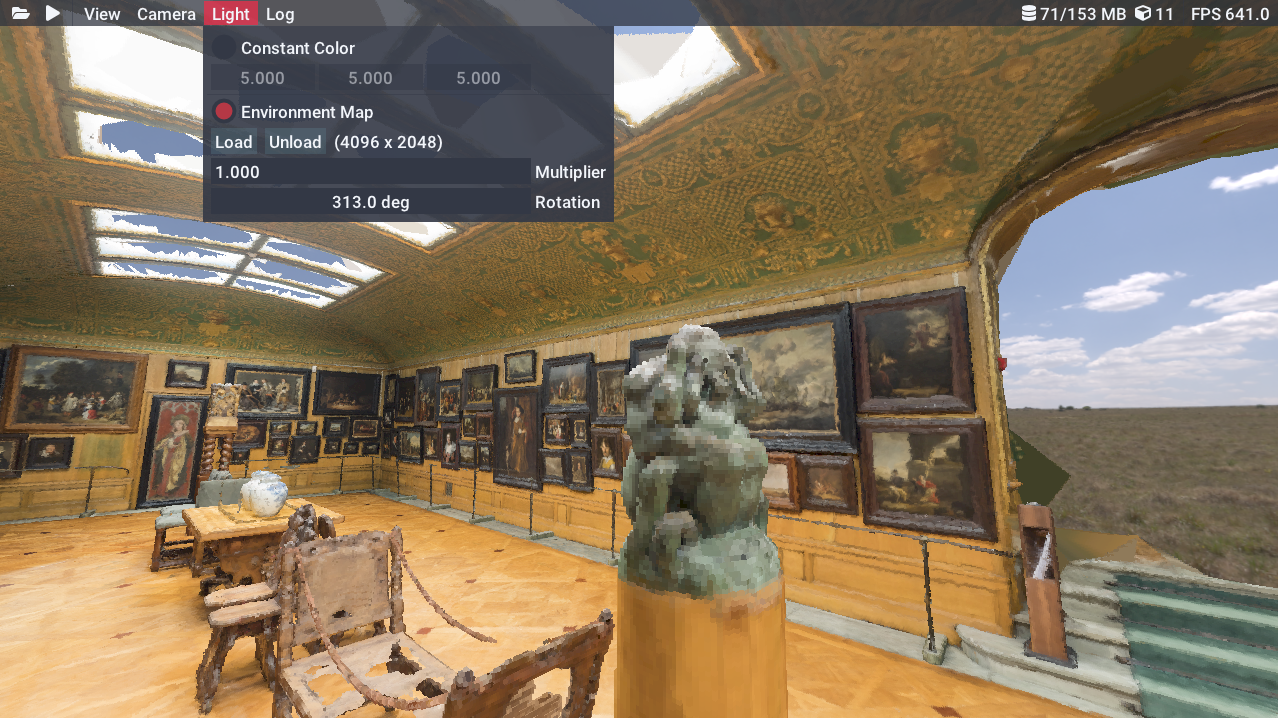 View Camera Light Log 71/153 MB 11 FPS 641.0
Constant Color
5.000 5.000 5.000
Environment Map
Load Unload (4096 x 2048)
1.000 Multiplier
313.0 deg Rotation